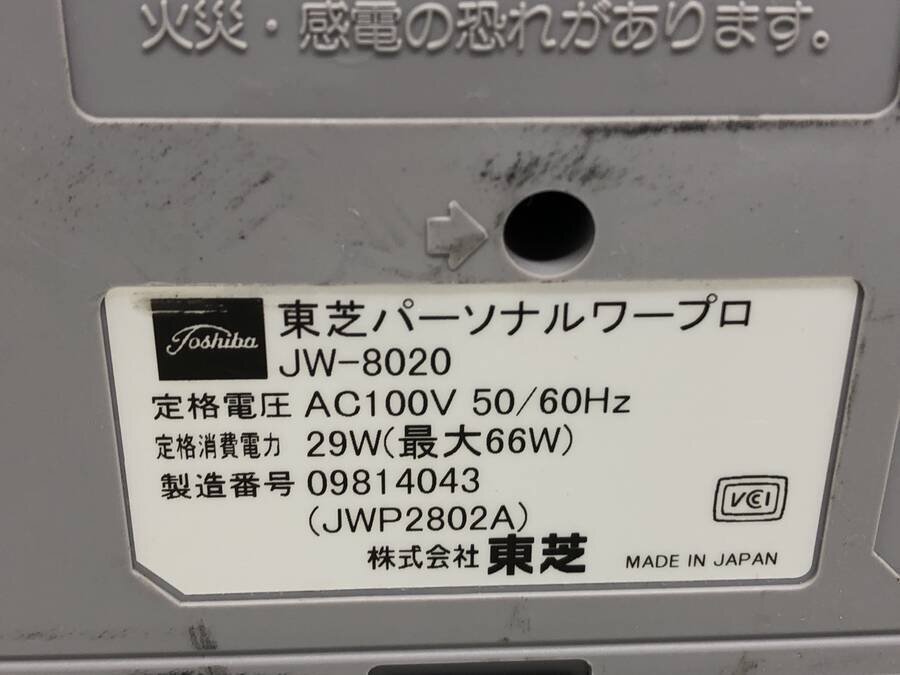 火災・感電の恐れがあります。
Toshiba 東芝パーソナルワープロ
JW-8020
定格電圧 AC100V 50/60Hz
定格消費電力 29W(最大66W)
製造番号 09814043
(JWP2802A)
VCCI
株式会社 東芝 MADE IN JAPAN